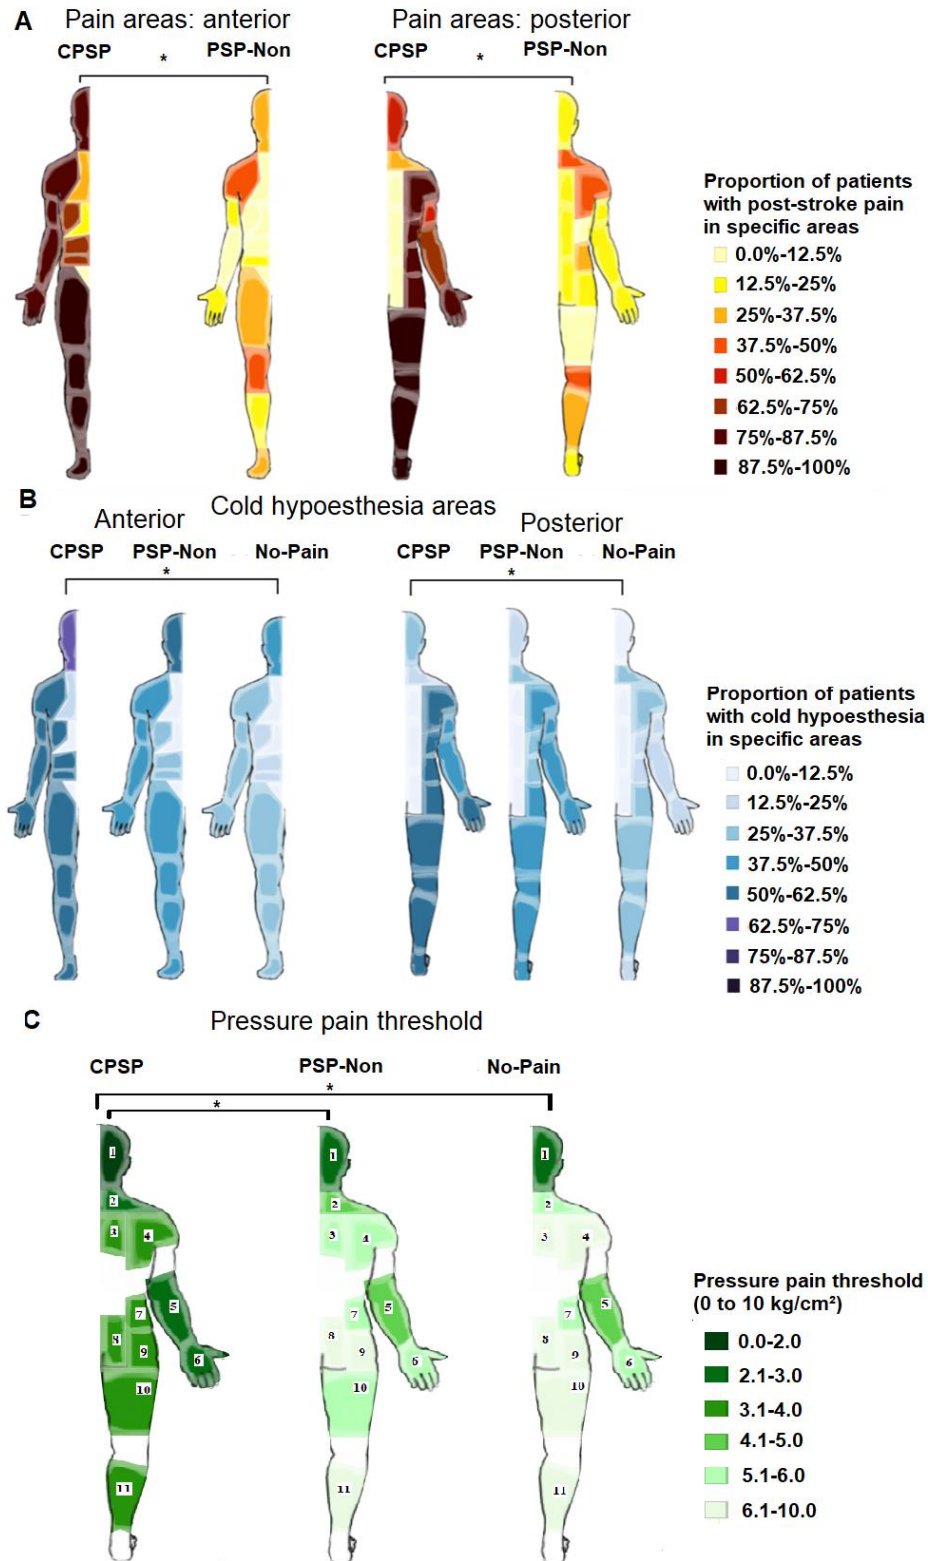 A
Pain areas: anterior
Pain areas: posterior
CPSP
PSP-Non
CPSP
PSP-Non
*
*
Proportion of patients
with post-stroke pain
in specific areas
0.0%-12.5%
12.5%-25%
25%-37.5%
37.5%-50%
50%-62.5%
62.5%-75%
75%-87.5%
87.5%-100%
B
Cold hypoesthesia areas
Anterior
Posterior
CPSP
PSP-Non
No-Pain
CPSP
PSP-Non
No-Pain
*
*
Proportion of patients
with cold hypoesthesia
in specific areas
0.0%-12.5%
12.5%-25%
25%-37.5%
37.5%-50%
50%-62.5%
62.5%-75%
75%-87.5%
87.5%-100%
C
Pressure pain threshold
CPSP
PSP-Non
No-Pain
*
*
1
2
3
4
5
6
7
8
9
10
11
1
2
3
4
5
6
7
8
9
10
11
1
2
3
4
5
6
7
8
9
10
11
Pressure pain threshold
(0 to 10 kg/cm²)
0.0-2.0
2.1-3.0
3.1-4.0
4.1-5.0
5.1-6.0
6.1-10.0